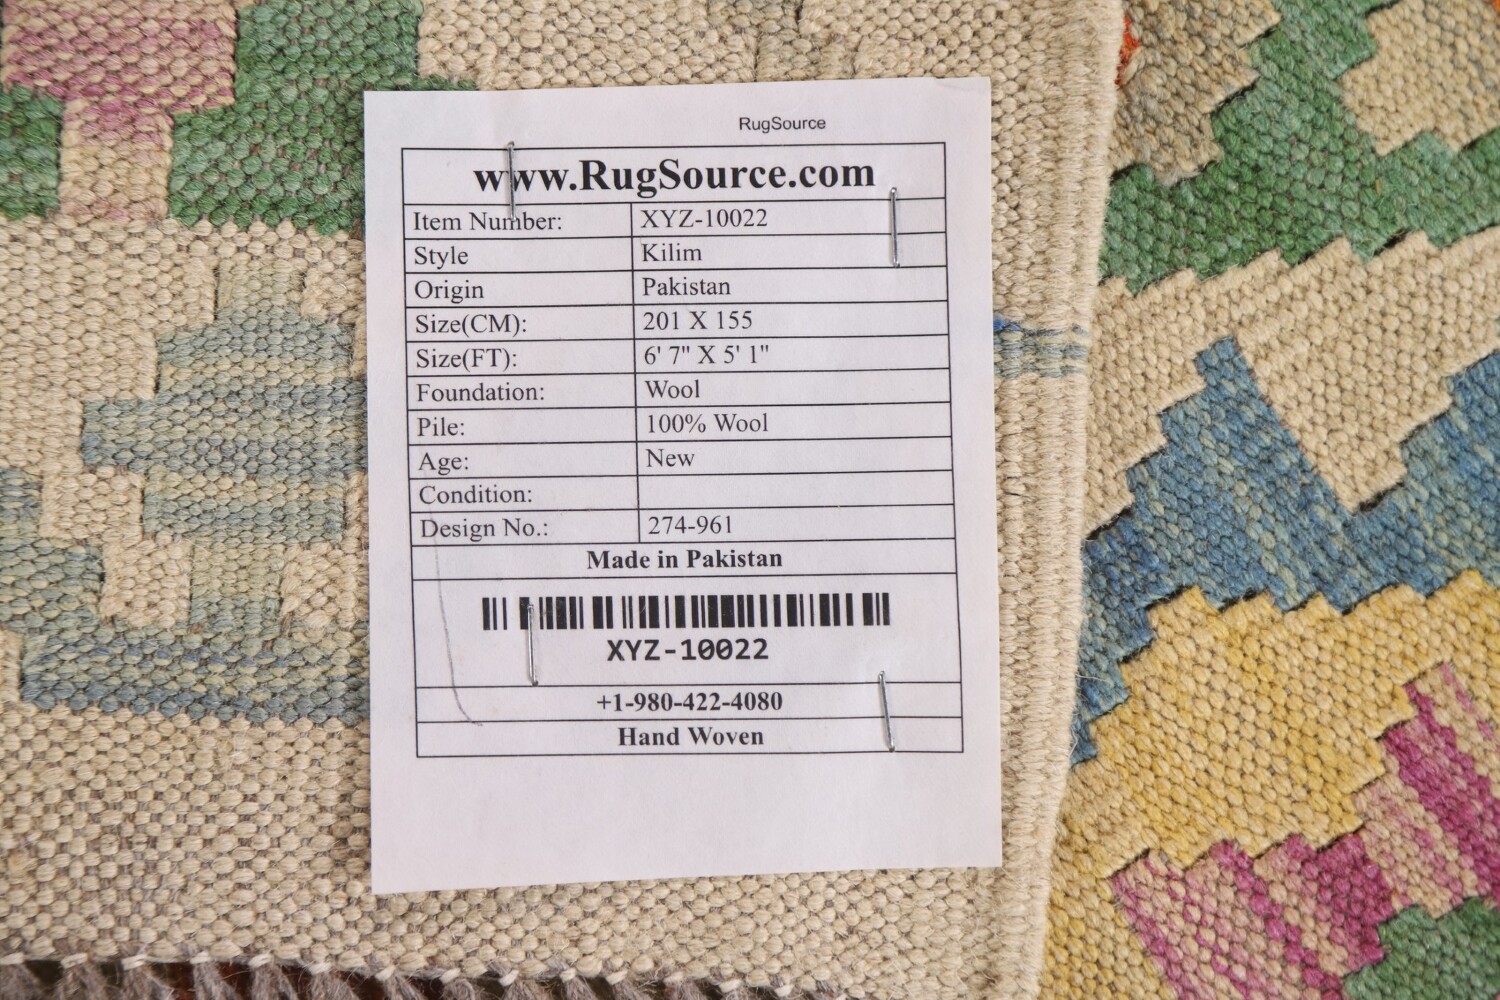 RugSource
www.RugSource.com
Item Number: XYZ-10022
Style Kilim
Origin Pakistan
Size(CM): 201 X 155
Size(FT): 6' 7" X 5' 1"
Foundation: Wool
Pile: 100% Wool
Age: New
Condition:
Design No.: 274-961
Made in Pakistan
XYZ-10022
+1-980-422-4080
Hand Woven